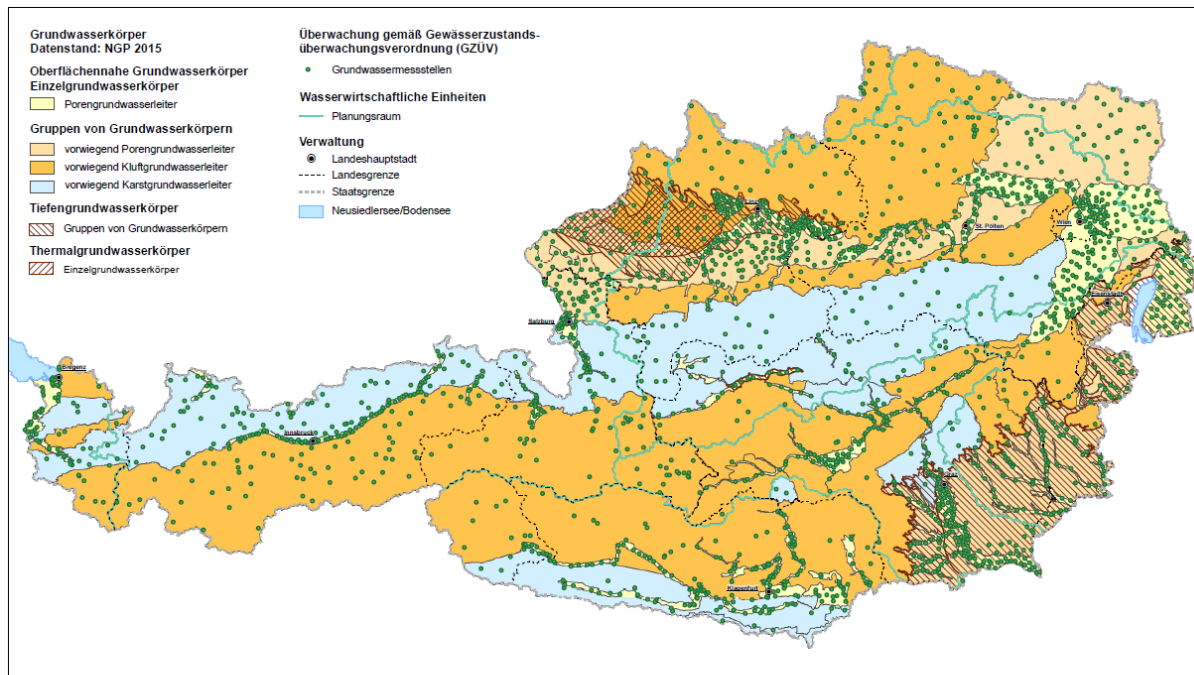 Grundwasserkörper
Datenstand: NGP 2015
Oberflächennahe Grundwasserkörper
Einzelgrundwasserkörper
Porengrundwasserleiter
Gruppen von Grundwasserkörpern
vorwiegend Porengrundwasserleiter
vorwiegend Kluftgrundwasserleiter
vorwiegend Karstgrundwasserleiter
Tiefengrundwasserkörper
Gruppen von Grundwasserkörpern
Thermalgrundwasserkörper
Einzelgrundwasserkörper
Überwachung gemäß Gewässerzustands-
überwachungsverordnung (GZÜV)
Grundwassermessstellen
Wasserwirtschaftliche Einheiten
Planungsraum
Verwaltung
Landeshauptstadt
Landesgrenze
Staatsgrenze
Neusiedlersee/Bodensee
Linz
St. Pölten
Wien
Eisenstadt
Salzburg
Bregenz
Innsbruck
Graz
Klagenfurt